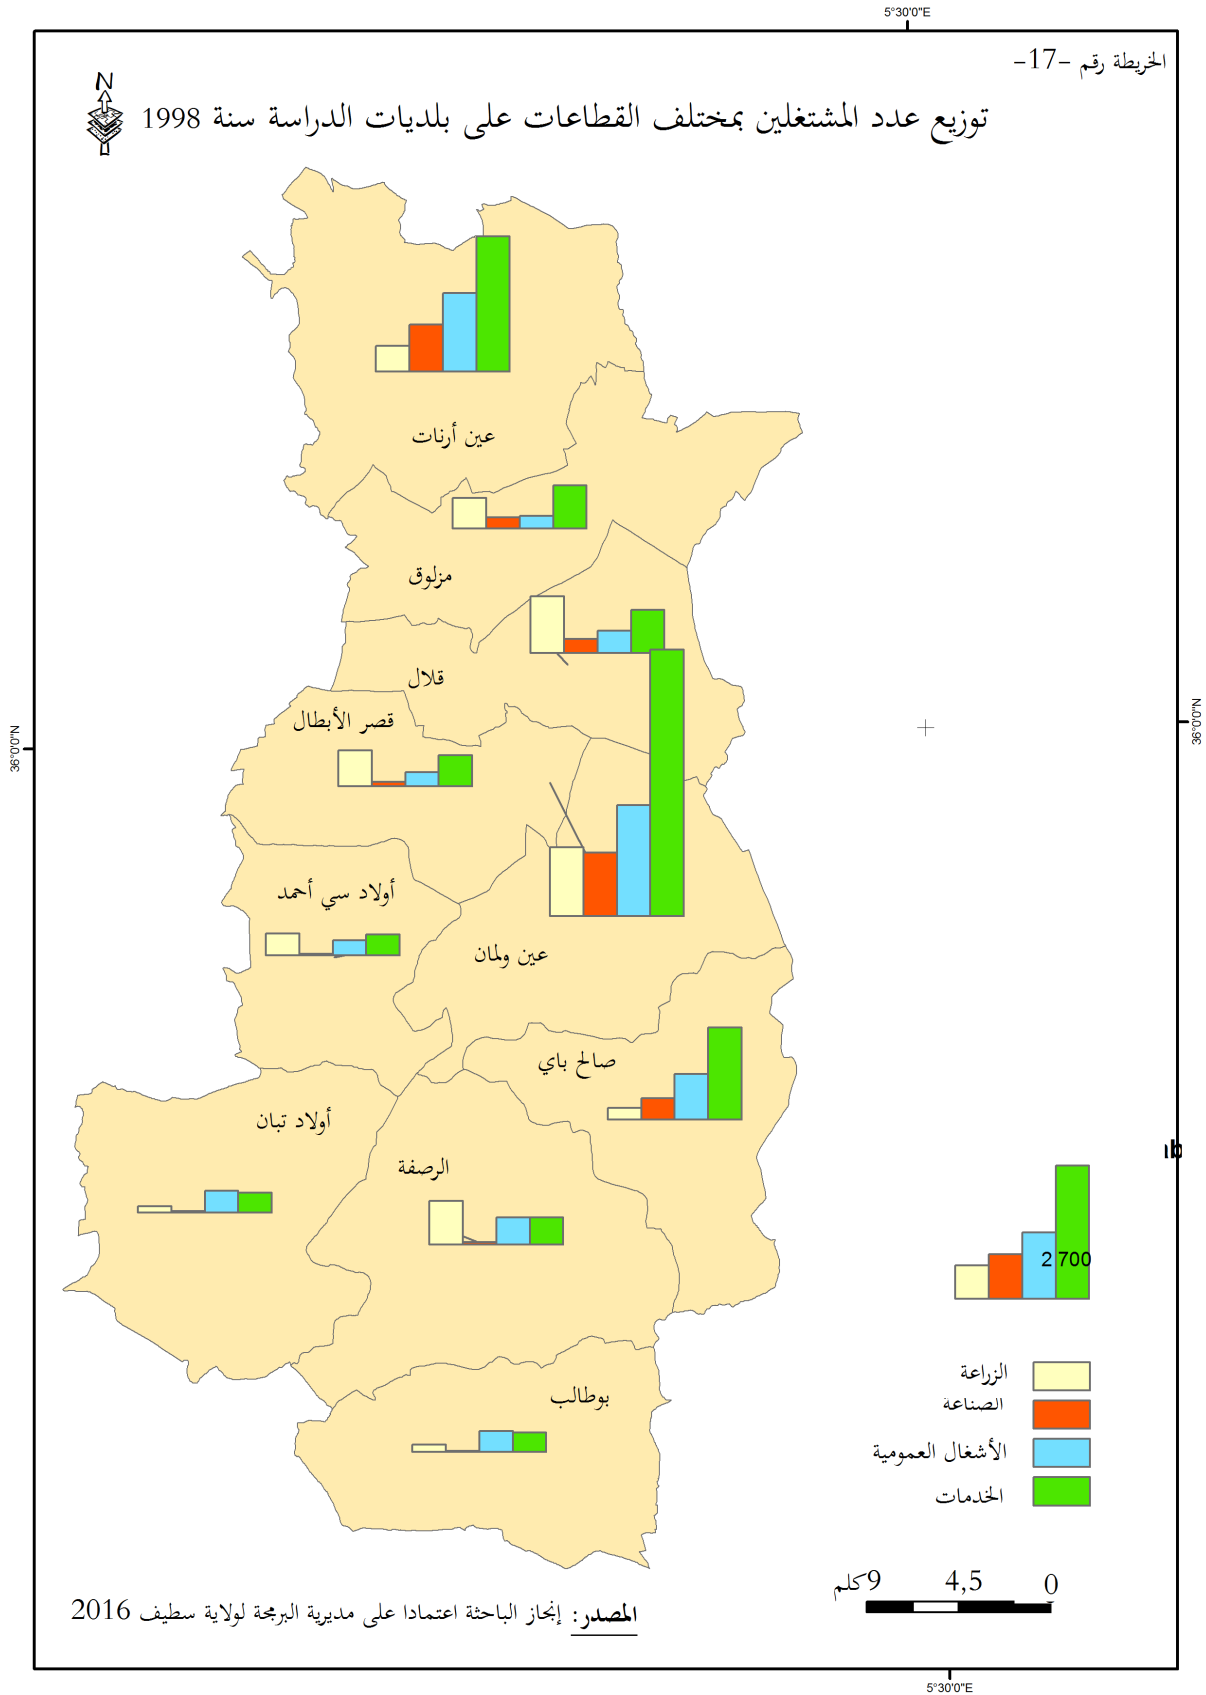 5°30'0"E
الخريطة رقم -17-
N
توزيع عدد المشتغلين بمختلف القطاعات على بلديات الدراسة سنة 1998
عين أرنات
مزلوق
قلال
قصر الأبطال
36°0'0"N
36°0'0"N
أولاد سي أحمد
عين ولمان
صالح باي
أولاد تبان
الرصفة
2 700
بوطالب
الزراعة
الصناعة
الأشغال العمومية
الخدمات
0 4,5 9كلم
المصدر: إنجاز الباحثة اعتمادا على مديرية البرمجة لولاية سطيف 2016
5°30'0"E